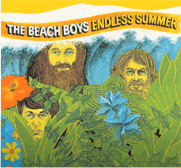 THE BEACH BOYS ENDLESS SUMMER